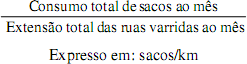 Consumo total de sacos ao mês
Extensão total das ruas varridas ao mês
Expresso em: sacos/km